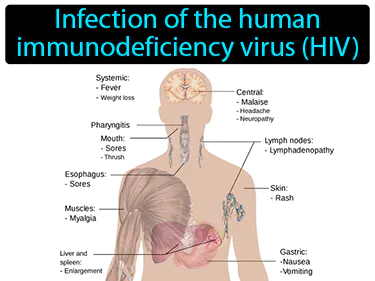 Infection of the human
immunodeficiency virus (HIV)
Systemic:
- Fever
- Weight loss
Central:
- Malaise
- Headache
- Neuropathy
Pharyngitis
Mouth:
- Sores
- Thrush
Lymph nodes:
- Lymphadenopathy
Esophagus:
- Sores
Skin:
- Rash
Muscles:
- Myalgia
Liver and
spleen:
- Enlargement
Gastric:
-Nausea
-Vomiting